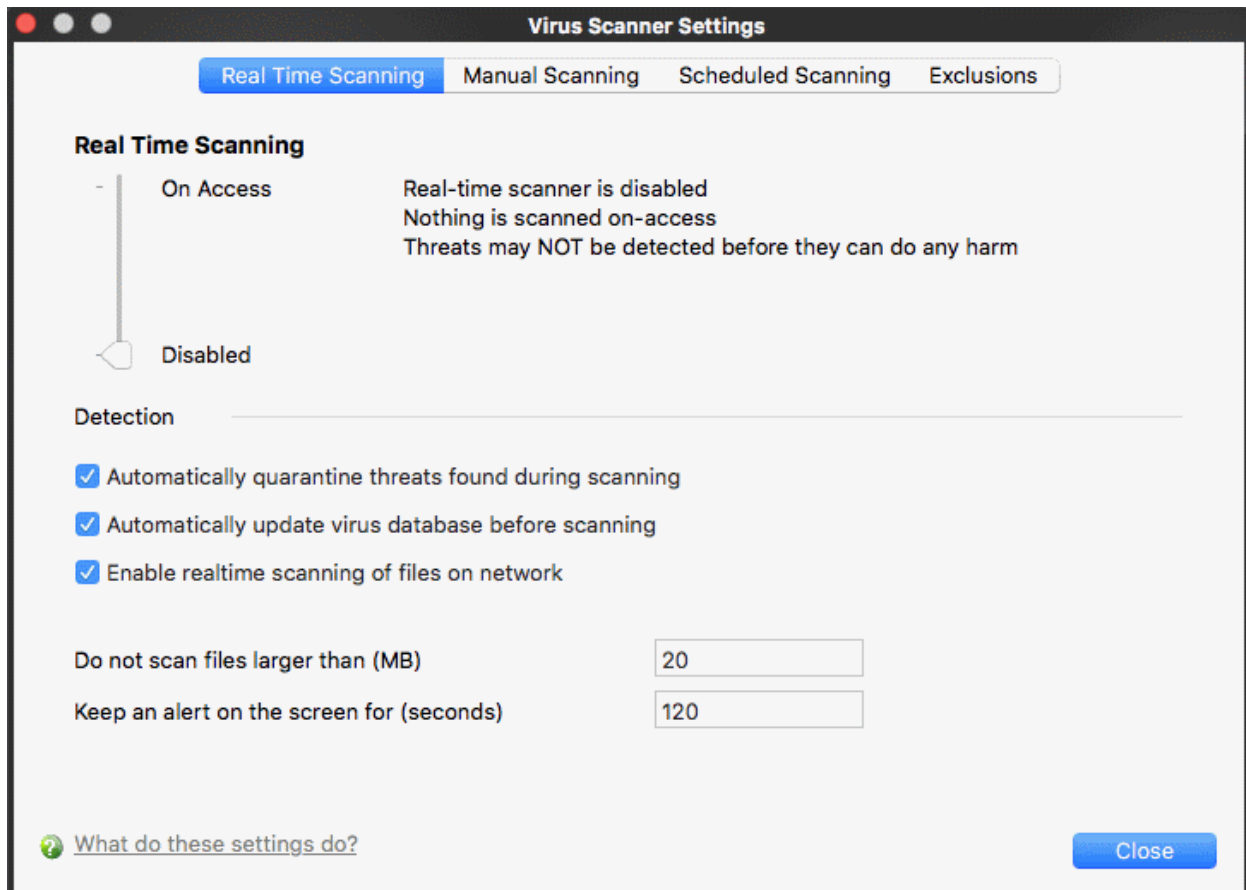 Virus Scanner Settings
Real Time Scanning Manual Scanning Scheduled Scanning Exclusions
Real Time Scanning
On Access
Real-time scanner is disabled
Nothing is scanned on-access
Threats may NOT be detected before they can do any harm
Disabled
Detection
Automatically quarantine threats found during scanning
Automatically update virus database before scanning
Enable realtime scanning of files on network
Do not scan files larger than (MB) 20
Keep an alert on the screen for (seconds) 120
What do these settings do?
Close